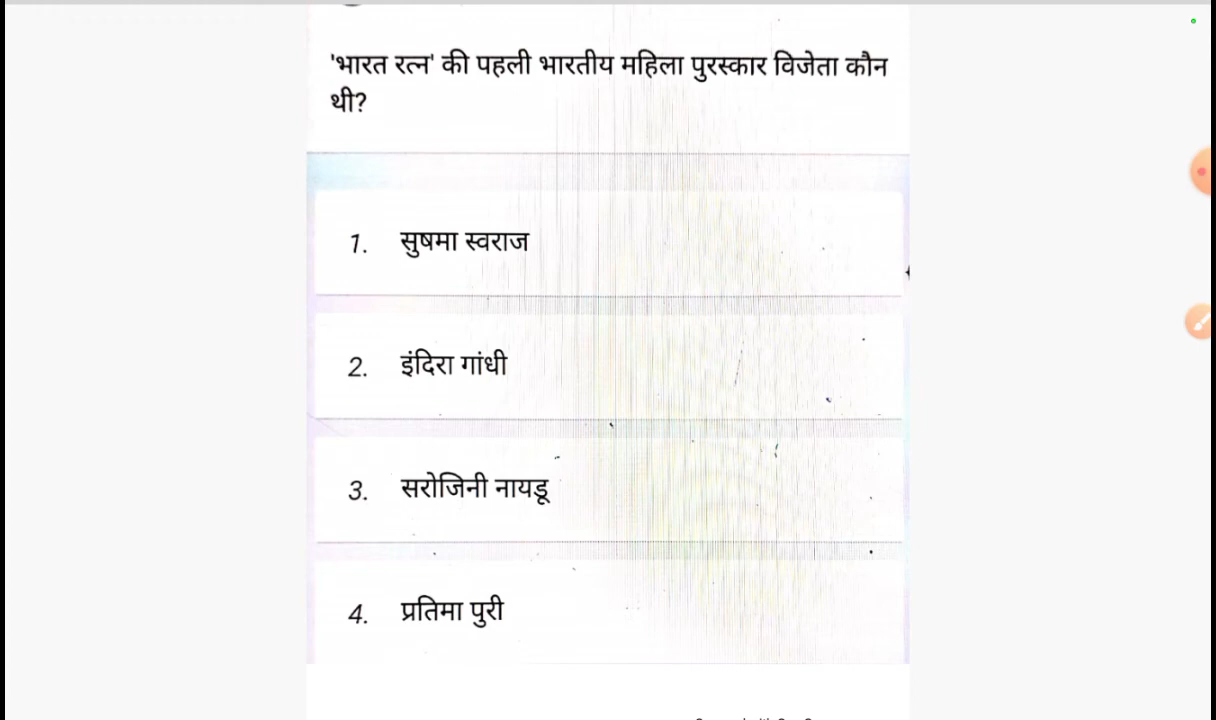 'भारत रत्न' की पहली भारतीय महिला पुरस्कार विजेता कौन
थी?
1. सुषमा स्वराज
2. इंदिरा गांधी
3. सरोजिनी नायडू
4. प्रतिमा पुरी